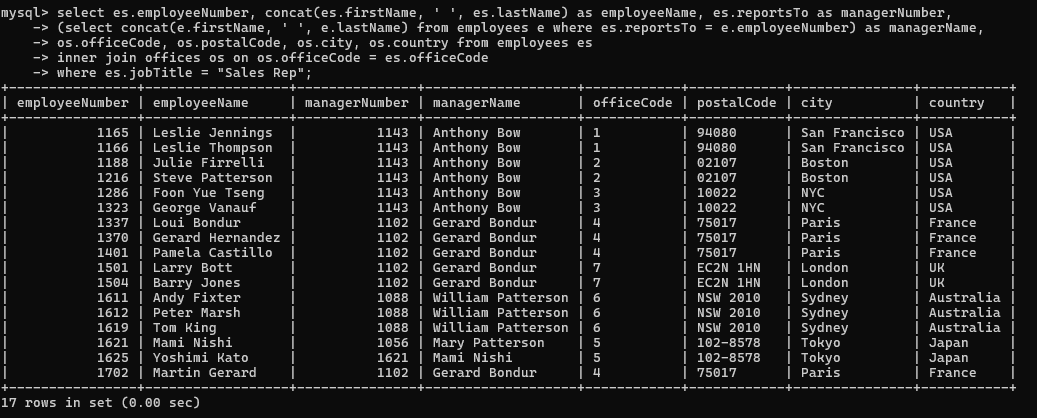 mysql> select es.employeeNumber, concat(es.firstName, ' ', es.lastName) as employeeName, es.reportsTo as managerNumber,
    -> (select concat(e.firstName, ' ', e.lastName) from employees e where es.reportsTo = e.employeeNumber) as managerName,
    -> os.officeCode, os.postalCode, os.city, os.country from employees es
    -> inner join offices os on os.officeCode = es.officeCode
    -> where es.jobTitle = "Sales Rep";
+----------------+------------------+---------------+-------------------+------------+------------+---------------+-----------+
| employeeNumber | employeeName     | managerNumber | managerName       | officeCode | postalCode | city          | country   |
+----------------+------------------+---------------+-------------------+------------+------------+---------------+-----------+
|           1165 | Leslie Jennings  |          1143 | Anthony Bow       | 1          | 94080      | San Francisco | USA       |
|           1166 | Leslie Thompson  |          1143 | Anthony Bow       | 1          | 94080      | San Francisco | USA       |
|           1188 | Julie Firrelli   |          1143 | Anthony Bow       | 2          | 02107      | Boston        | USA       |
|           1216 | Steve Patterson  |          1143 | Anthony Bow       | 2          | 02107      | Boston        | USA       |
|           1286 | Foon Yue Tseng   |          1143 | Anthony Bow       | 3          | 10022      | NYC           | USA       |
|           1323 | George Vanauf    |          1143 | Anthony Bow       | 3          | 10022      | NYC           | USA       |
|           1337 | Loui Bondur      |          1102 | Gerard Bondur     | 4          | 75017      | Paris         | France    |
|           1370 | Gerard Hernandez |          1102 | Gerard Bondur     | 4          | 75017      | Paris         | France    |
|           1401 | Pamela Castillo  |          1102 | Gerard Bondur     | 4          | 75017      | Paris         | France    |
|           1501 | Larry Bott       |          1102 | Gerard Bondur     | 7          | EC2N 1HN   | London        | UK        |
|           1504 | Barry Jones      |          1102 | Gerard Bondur     | 7          | EC2N 1HN   | London        | UK        |
|           1611 | Andy Fixter      |          1088 | William Patterson | 6          | NSW 2010   | Sydney        | Australia |
|           1612 | Peter Marsh      |          1088 | William Patterson | 6          | NSW 2010   | Sydney        | Australia |
|           1619 | Tom King         |          1088 | William Patterson | 6          | NSW 2010   | Sydney        | Australia |
|           1621 | Mami Nishi       |          1056 | Mary Patterson    | 5          | 102-8578   | Tokyo         | Japan     |
|           1625 | Yoshimi Kato     |          1621 | Mami Nishi        | 5          | 102-8578   | Tokyo         | Japan     |
|           1702 | Martin Gerard    |          1102 | Gerard Bondur     | 4          | 75017      | Paris         | France    |
+----------------+------------------+---------------+-------------------+------------+------------+---------------+-----------+
17 rows in set (0.00 sec)